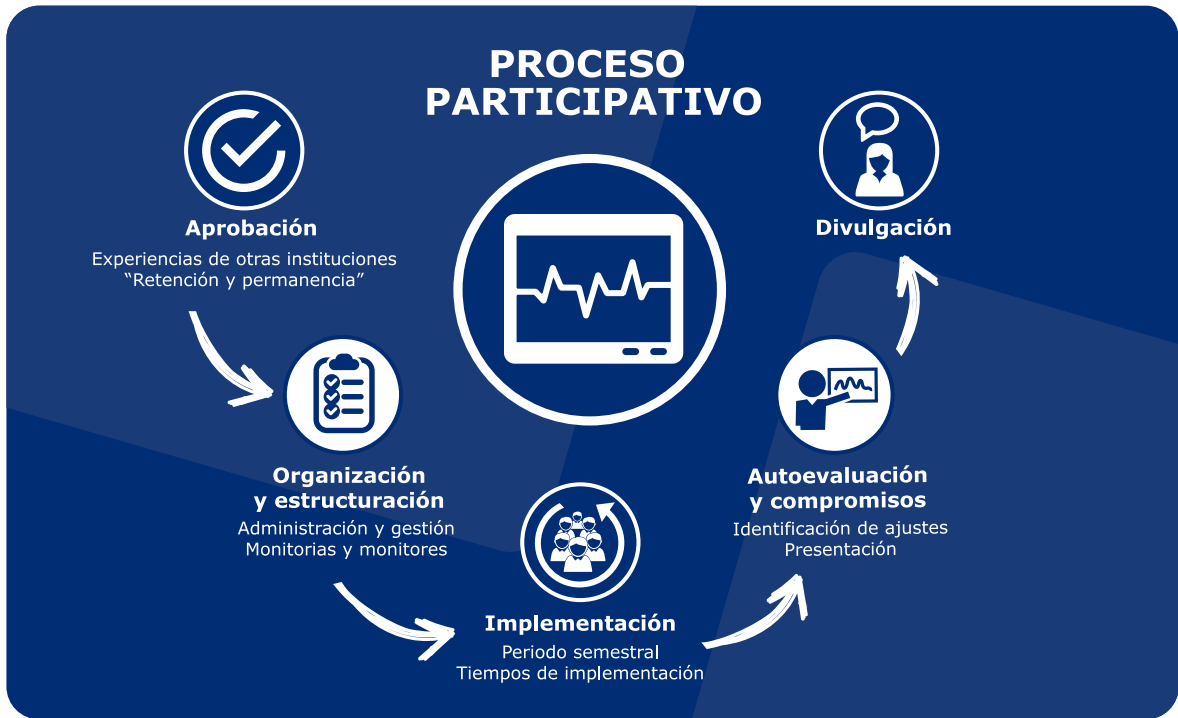 PROCESO
PARTICIPATIVO
Aprobación
Experiencias de otras instituciones
“Retención y permanencia”
Organización
y estructuración
Administración y gestión
Monitorias y monitores
Implementación
Periodo semestral
Tiempos de implementación
Autoevaluación
y compromisos
Identificación de ajustes
Presentación
Divulgación